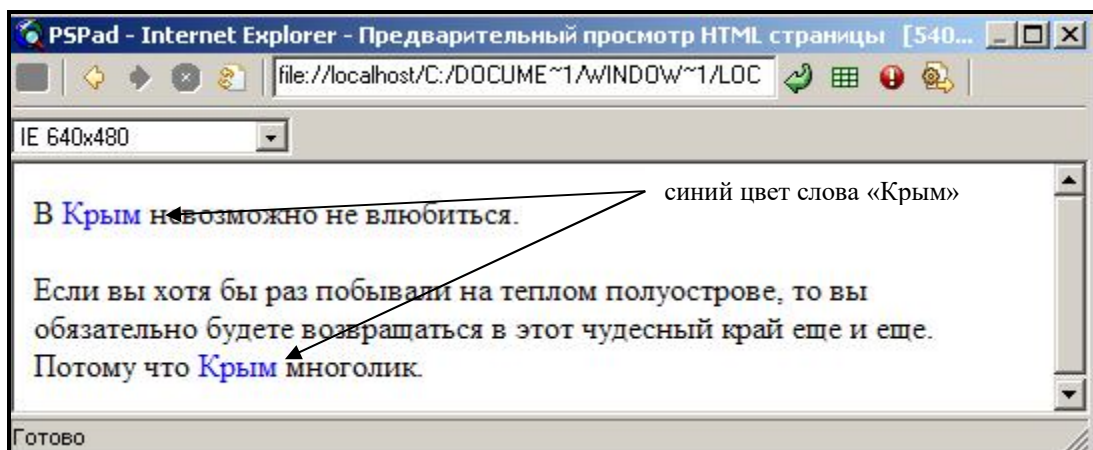 PSPad - Internet Explorer - Предварительный просмотр HTML страницы [540...
file://localhost/C:/DOCUME~1/WINDOW~1/LOC
IE 640x480
синий цвет слова «Крым»
В Крым невозможно не влюбиться.
Если вы хотя бы раз побывали на теплом полуострове, то вы
обязательно будете возвращаться в этот чудесный край еще и еще.
Потому что Крым многолик.
Готово